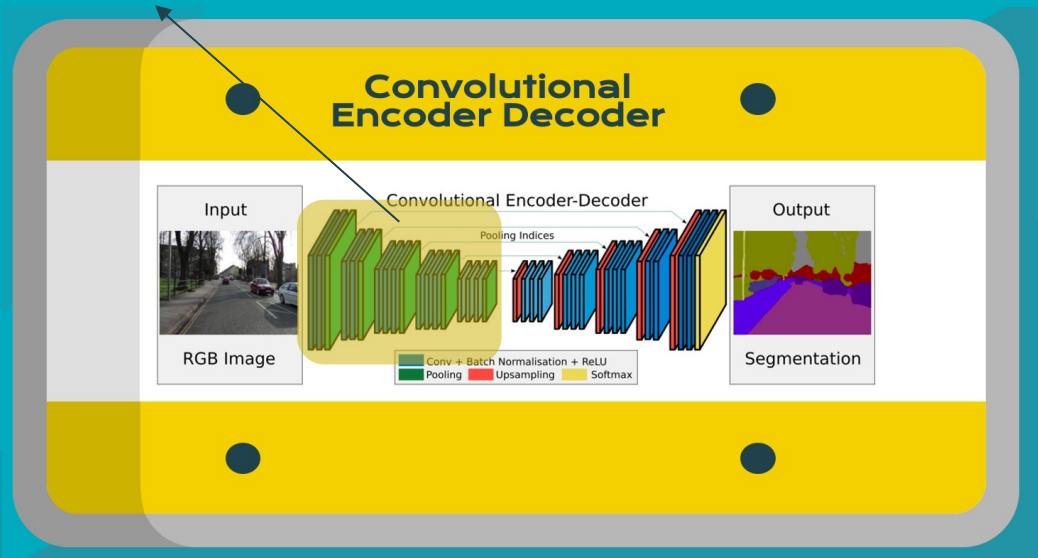 Convolutional
Encoder Decoder
Convolutional Encoder-Decoder
Input
Pooling Indices
Output
RGB Image
Segmentation
Conv + Batch Normalisation + ReLU
Pooling Upsampling Softmax